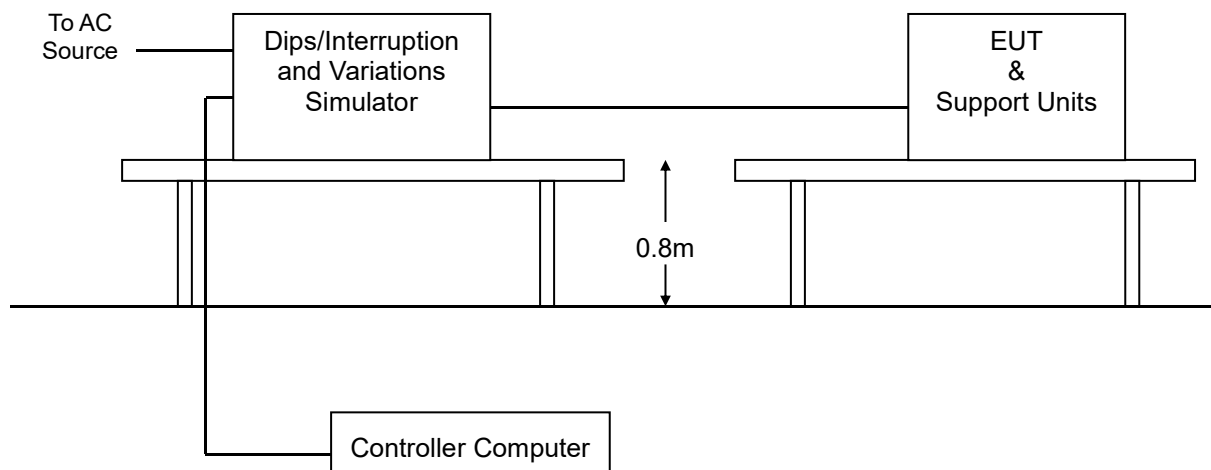 To AC
Source
Dips/Interruption
and Variations
Simulator
EUT
&
Support Units
0.8m
Controller Computer